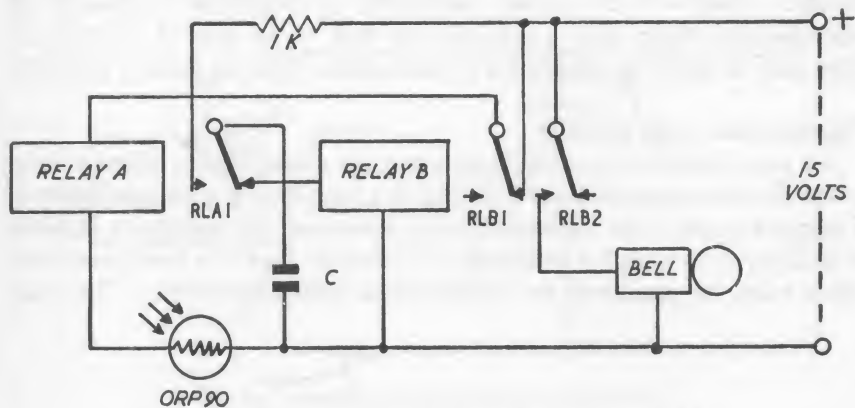 1K
+
RELAY A
RLA1
RELAY B
RLB1
RLB2
15
VOLTS
BELL
C
ORP90